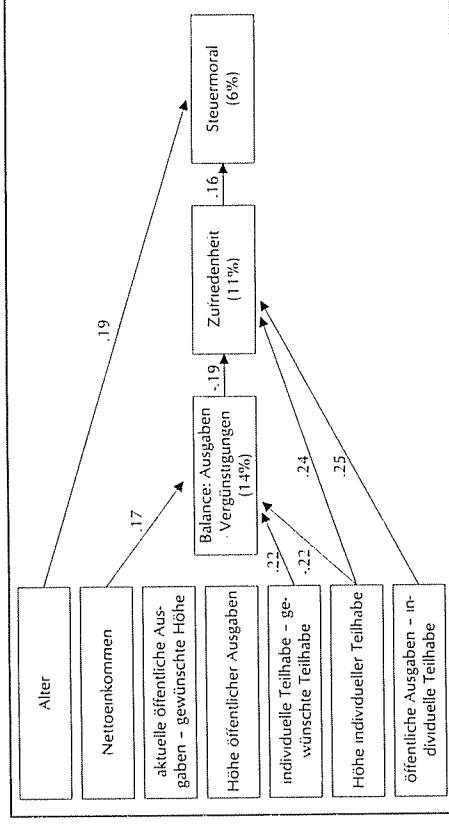 Alter
Nettoeinkommen
aktuelle öffentliche Aus-
gaben – gewünschte Höhe
Höhe öffentlicher Ausgaben
individuelle Teilhabe – ge-
wünschte Teilhabe
Höhe individueller Teilhabe
öffentliche Ausgaben – in-
dividuelle Teilhabe
.17
.22
-.22
Balance: Ausgaben
- Vergünstigungen
(14%)
.19
-.19
.24
.25
Zufriedenheit
(11%)
.16
Steuermoral
(6%)